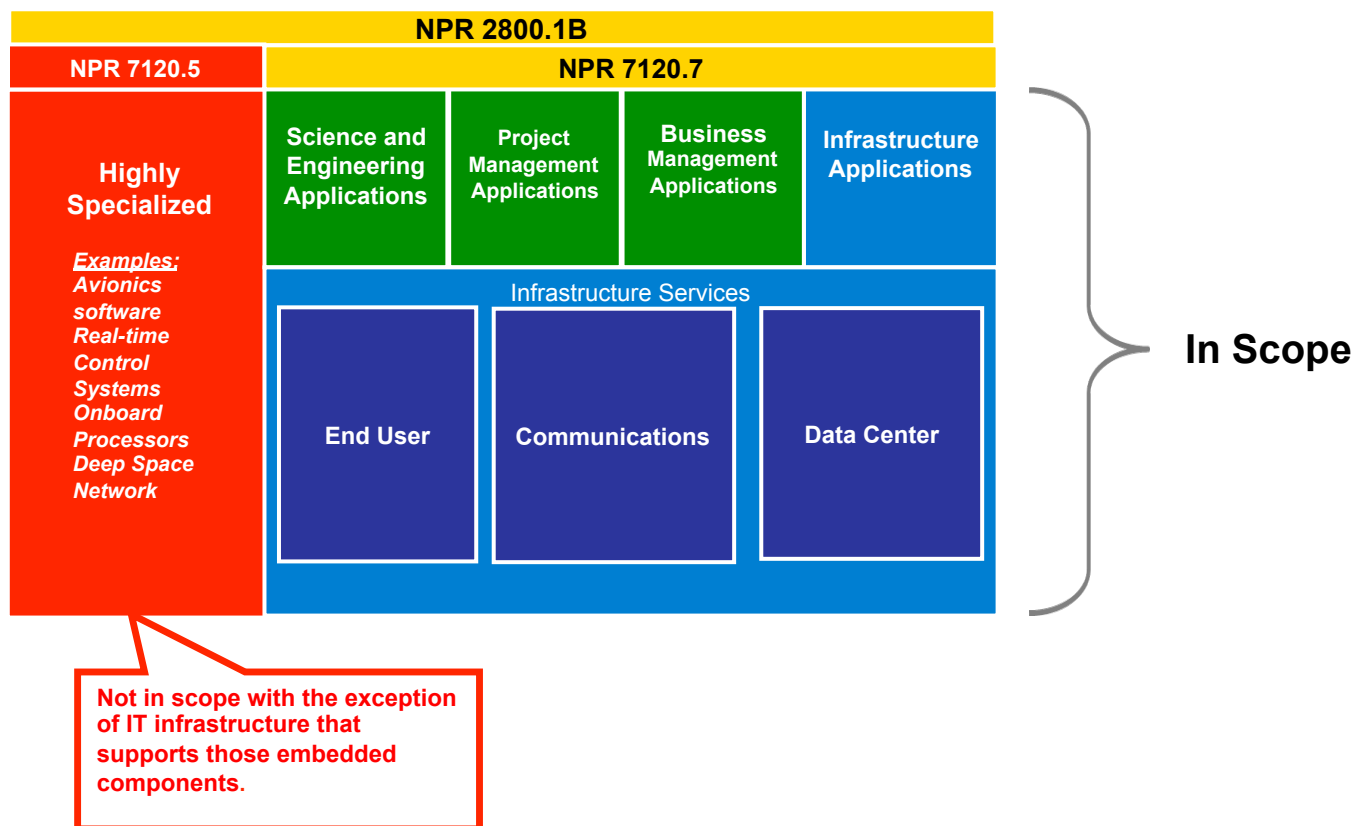 NPR 2800.1B
NPR 7120.5
NPR 7120.7
Highly
Specialized
Examples:
Avionics
software
Real-time
Control
Systems
Onboard
Processors
Deep Space
Network
Science and
Engineering
Applications
Project
Management
Applications
Business
Management
Applications
Infrastructure
Applications
Infrastructure Services
End User
Communications
Data Center
In Scope
Not in scope with the exception
of IT infrastructure that
supports those embedded
components.